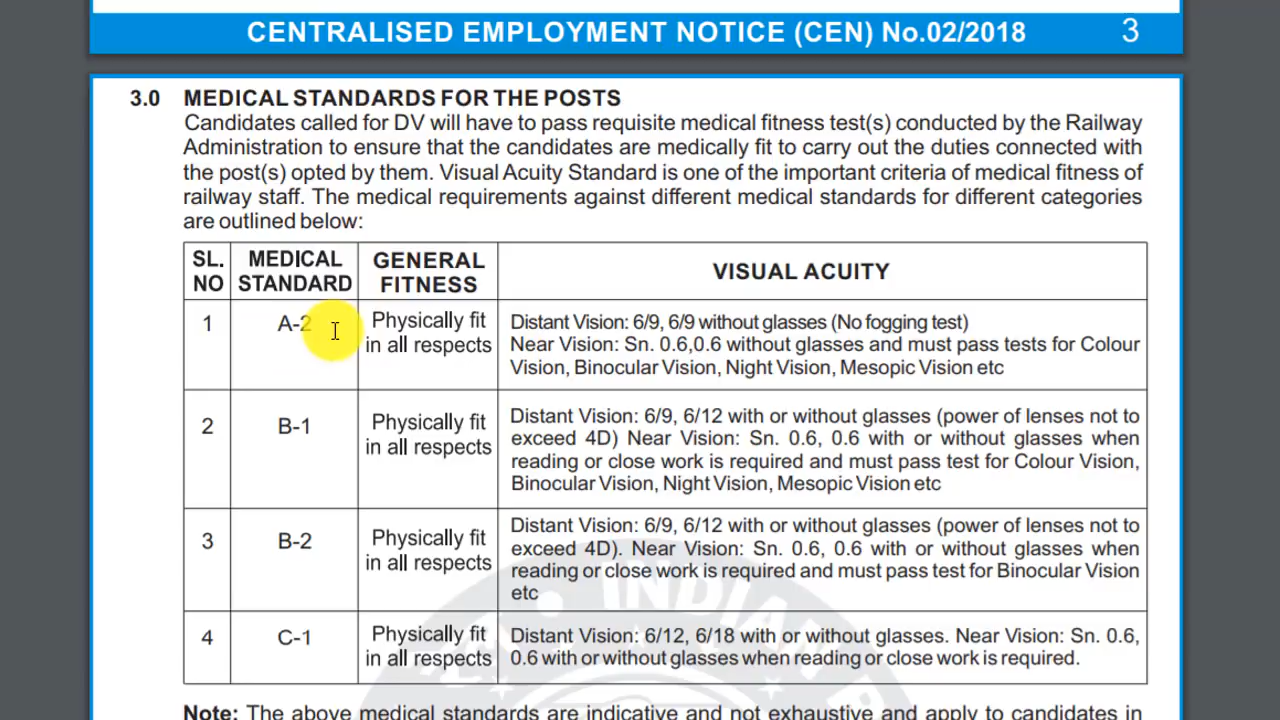 CENTRALISED EMPLOYMENT NOTICE (CEN) No.02/2018 3
3.0 MEDICAL STANDARDS FOR THE POSTS
Candidates called for DV will have to pass requisite medical fitness test(s) conducted by the Railway
Administration to ensure that the candidates are medically fit to carry out the duties connected with
the post(s) opted by them. Visual Acuity Standard is one of the important criteria of medical fitness of
railway staff. The medical requirements against different medical standards for different categories
are outlined below:
SL. NO
MEDICAL STANDARD
GENERAL FITNESS
VISUAL ACUITY
1
A-2
Physically fit
in all respects
Distant Vision: 6/9, 6/9 without glasses (No fogging test)
Near Vision: Sn. 0.6,0.6 without glasses and must pass tests for Colour
Vision, Binocular Vision, Night Vision, Mesopic Vision etc
2
B-1
Physically fit
in all respects
Distant Vision: 6/9, 6/12 with or without glasses (power of lenses not to
exceed 4D) Near Vision: Sn. 0.6, 0.6 with or without glasses when
reading or close work is required and must pass test for Colour Vision,
Binocular Vision, Night Vision, Mesopic Vision etc
3
B-2
Physically fit
in all respects
Distant Vision: 6/9, 6/12 with or without glasses (power of lenses not to
exceed 4D). Near Vision: Sn. 0.6, 0.6 with or without glasses when
reading or close work is required and must pass test for Binocular Vision
etc
4
C-1
Physically fit
in all respects
Distant Vision: 6/12, 6/18 with or without glasses. Near Vision: Sn. 0.6,
0.6 with or without glasses when reading or close work is required.
INDIAN
Note: The above medical standards are indicative and not exhaustive and apply to candidates in